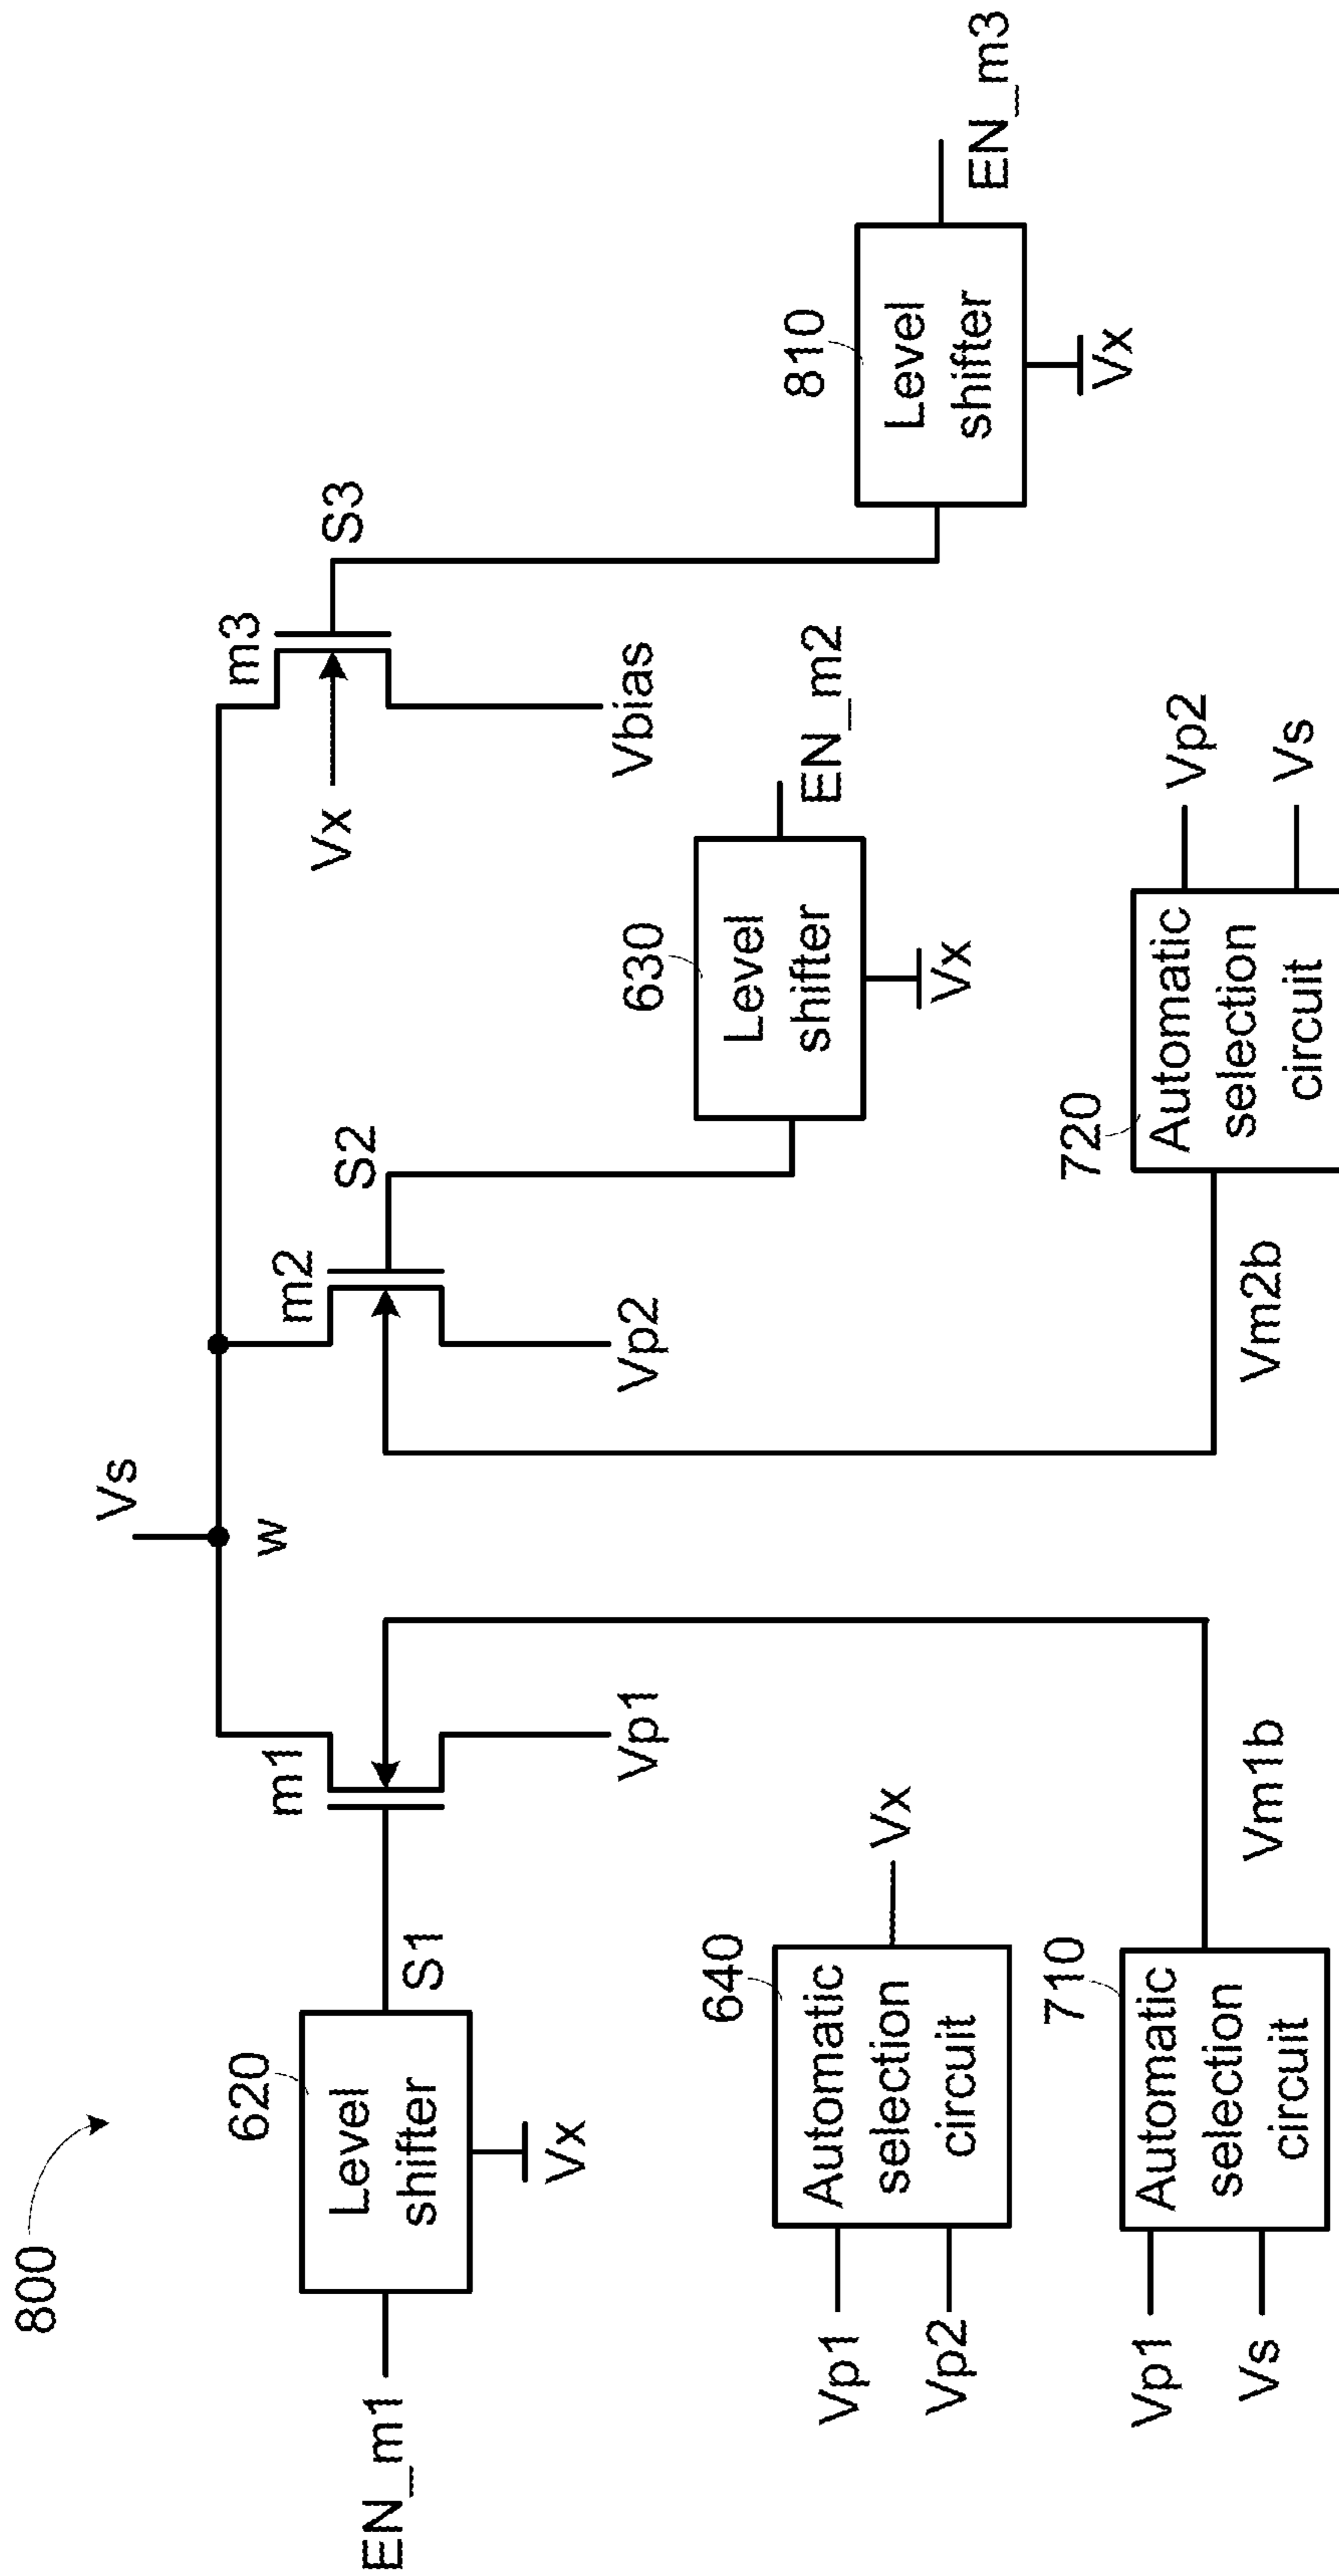 800
Vs
w
EN_m1
620
Level
shifter
Vx
S1
m1
Vp1
m2
S2
Vp2
m3
S3
Vx
Vbias
630
Level
shifter
Vx
EN_m2
810
Level
shifter
Vx
EN_m3
Vp1
Vp2
640
Automatic
selection
circuit
Vx
Vp1
Vs
710
Automatic
selection
circuit
Vm1b
Vm2b
720
Automatic
selection
circuit
Vp2
Vs